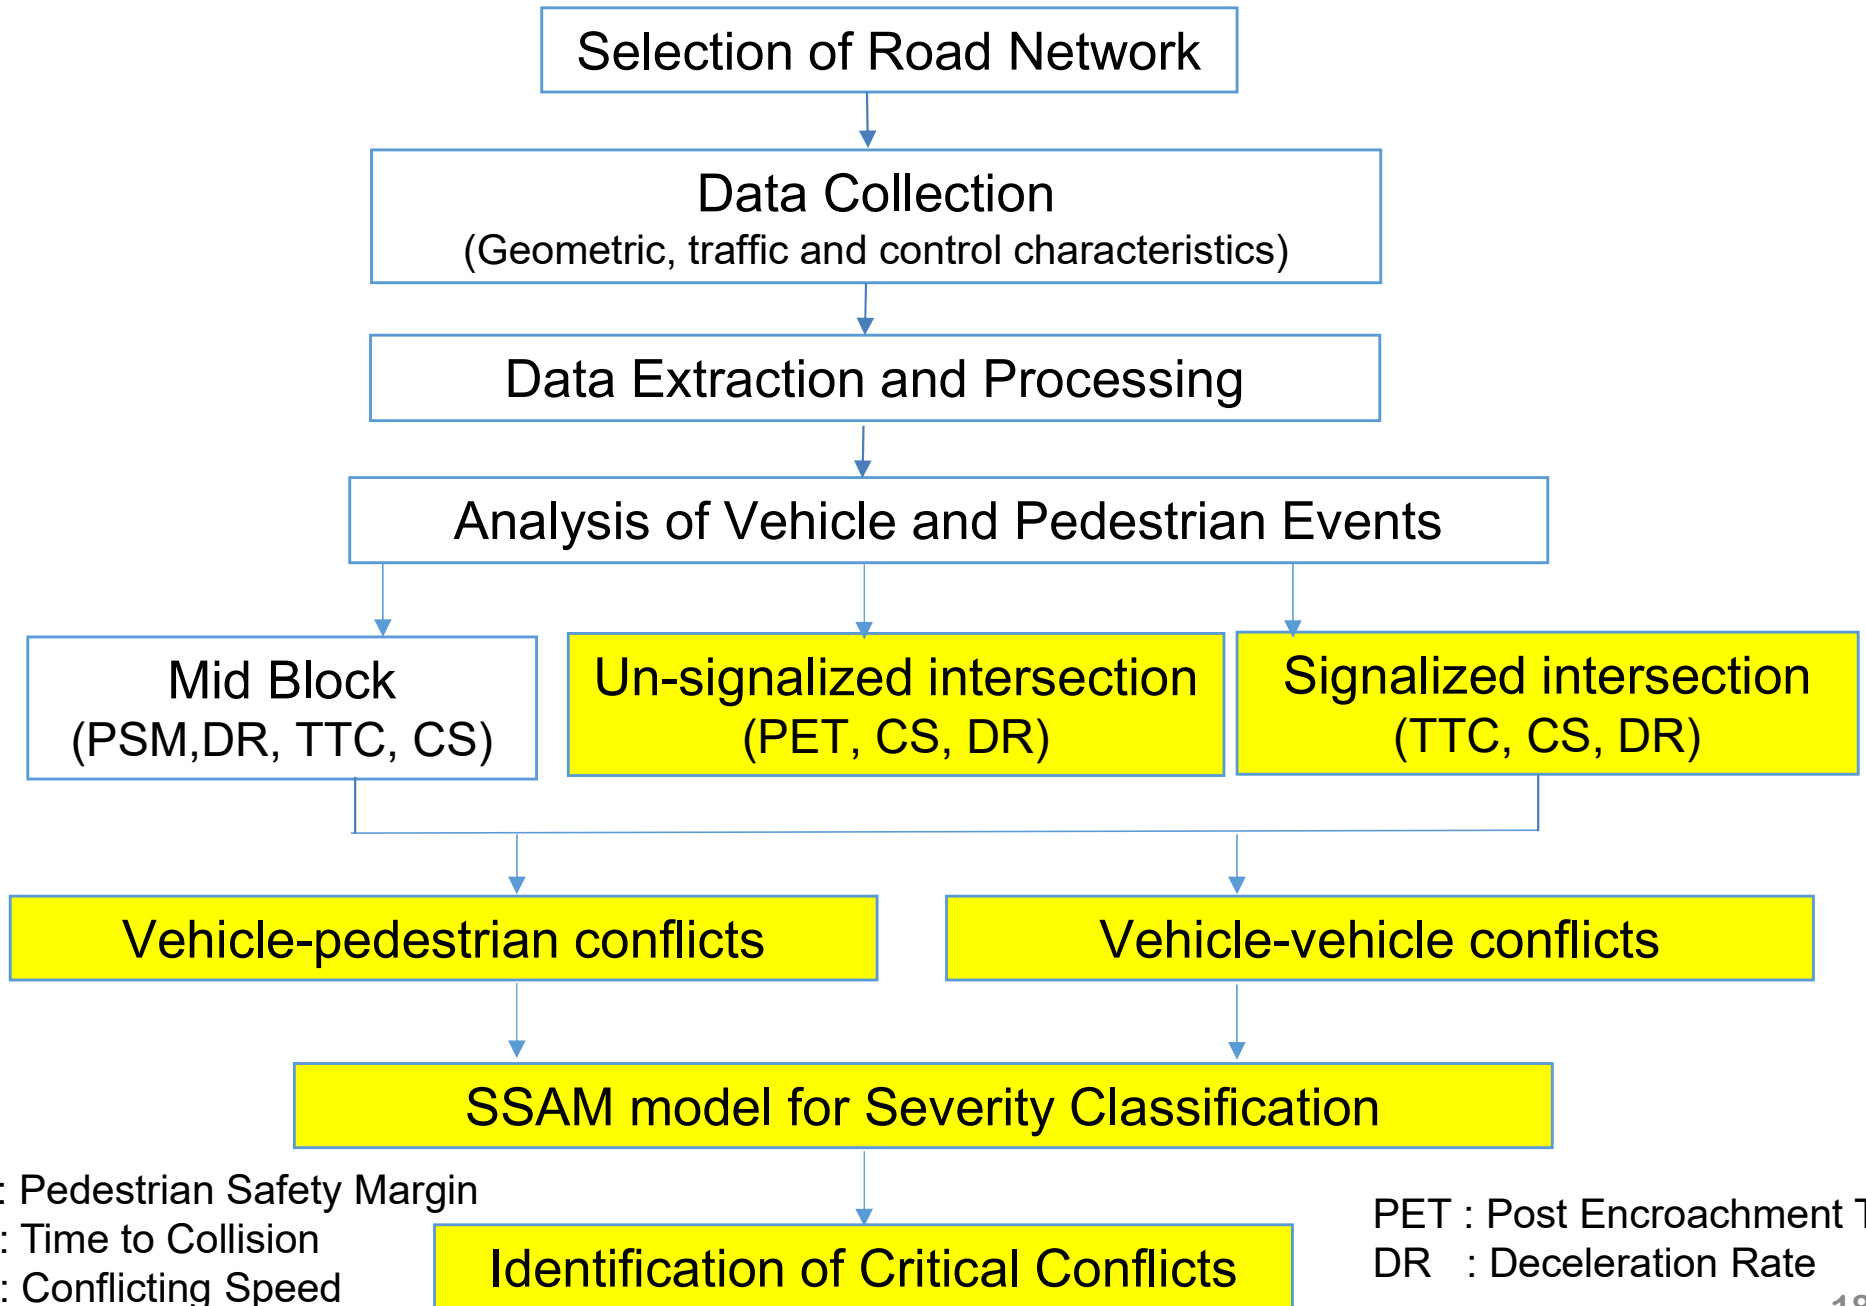 Selection of Road Network
Data Collection
(Geometric, traffic and control characteristics)
Data Extraction and Processing
Analysis of Vehicle and Pedestrian Events
Mid Block
(PSM,DR, TTC, CS)
Un-signalized intersection
(PET, CS, DR)
Signalized intersection
(TTC, CS, DR)
Vehicle-pedestrian conflicts
Vehicle-vehicle conflicts
SSAM model for Severity Classification
: Pedestrian Safety Margin
: Time to Collision
: Conflicting Speed
Identification of Critical Conflicts
PET : Post Encroachment
DR : Deceleration Rate